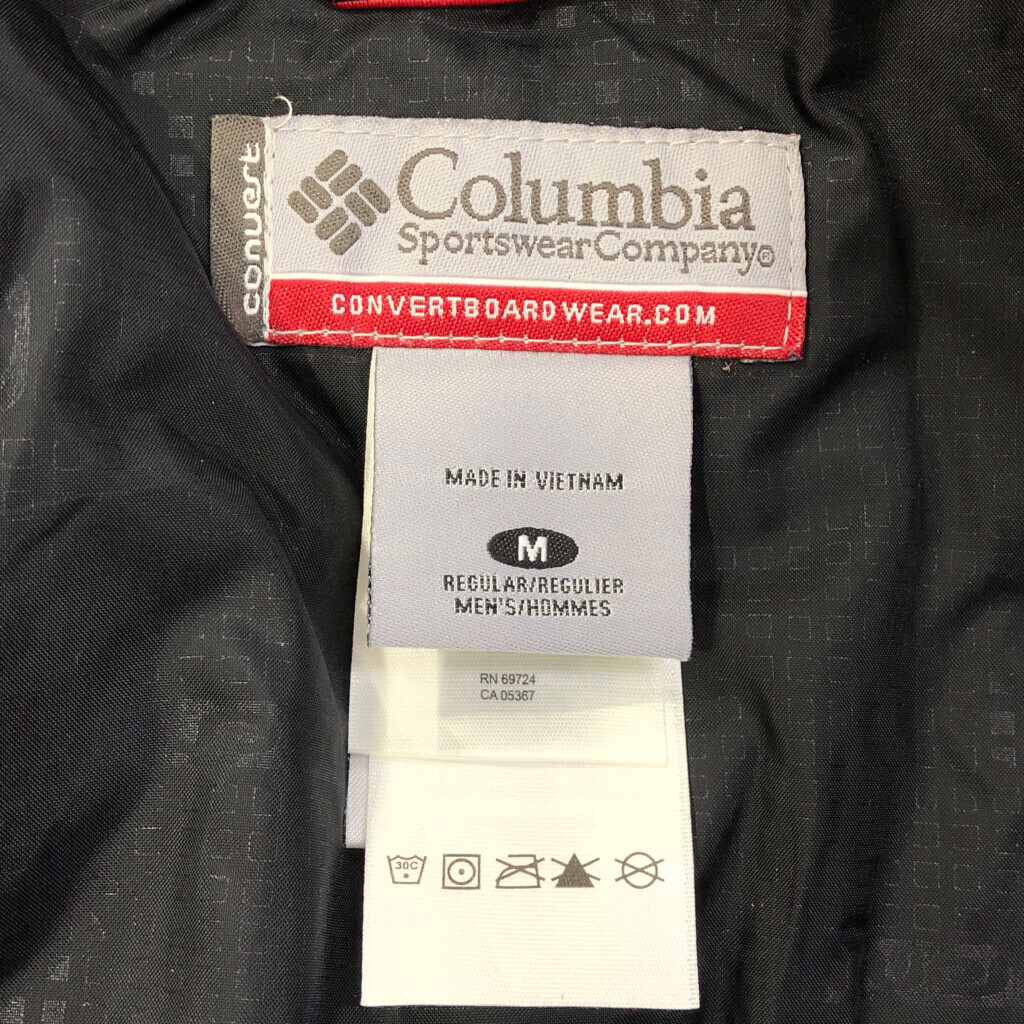 convert
Columbia
Sportswear Company®
CONVERTBOARDWEAR.COM
MADE IN VIETNAM
M
REGULAR/REGULIER
MEN'S/HOMMES
RN 69724
CA 05367
30C